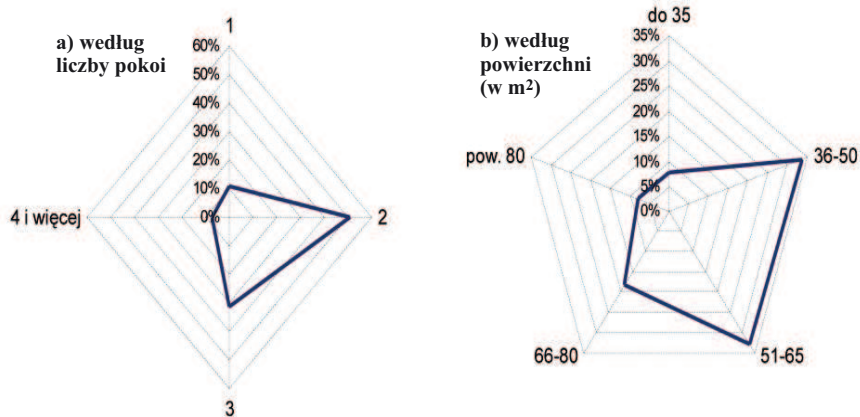 a) według
liczby pokoi
1
60%
50%
40%
30%
20%
10%
0%
4 i więcej
2
3
b) według
powierzchni
(w m²)
do 35
35%
30%
25%
20%
15%
10%
5%
0%
pow. 80
36-50
66-80
51-65